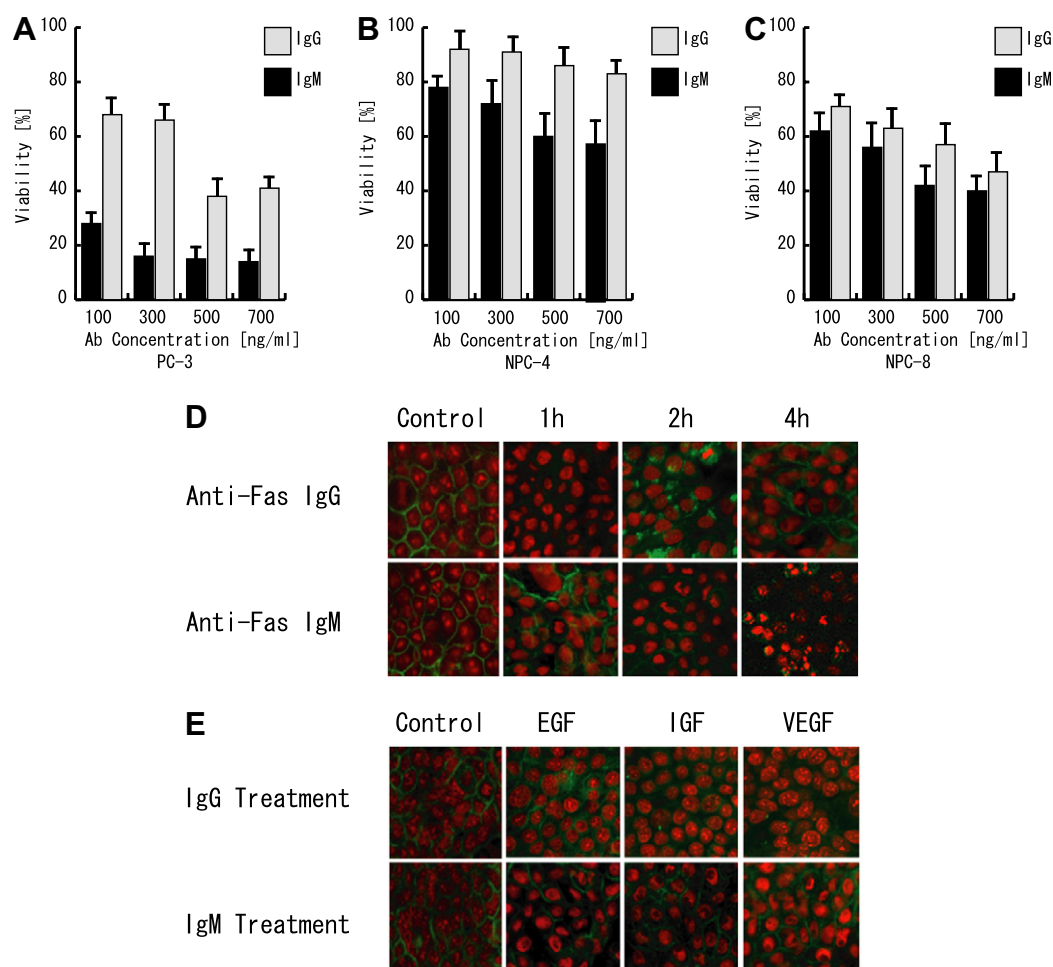 A
100
80
60
40
20
0
Viability [%]
IgG
IgM
100 300 500 700
Ab Concentration [ng/ml]
PC-3
B
100
80
60
40
20
0
Viability [%]
IgG
IgM
100 300 500 700
Ab Concentration [ng/ml]
NPC-4
C
100
80
60
40
20
0
Viability [%]
IgG
IgM
100 300 500 700
Ab Concentration [ng/ml]
NPC-8
D
Control 1h 2h 4h
Anti-Fas IgG
Anti-Fas IgM
E
Control EGF IGF VEGF
IgG Treatment
IgM Treatment